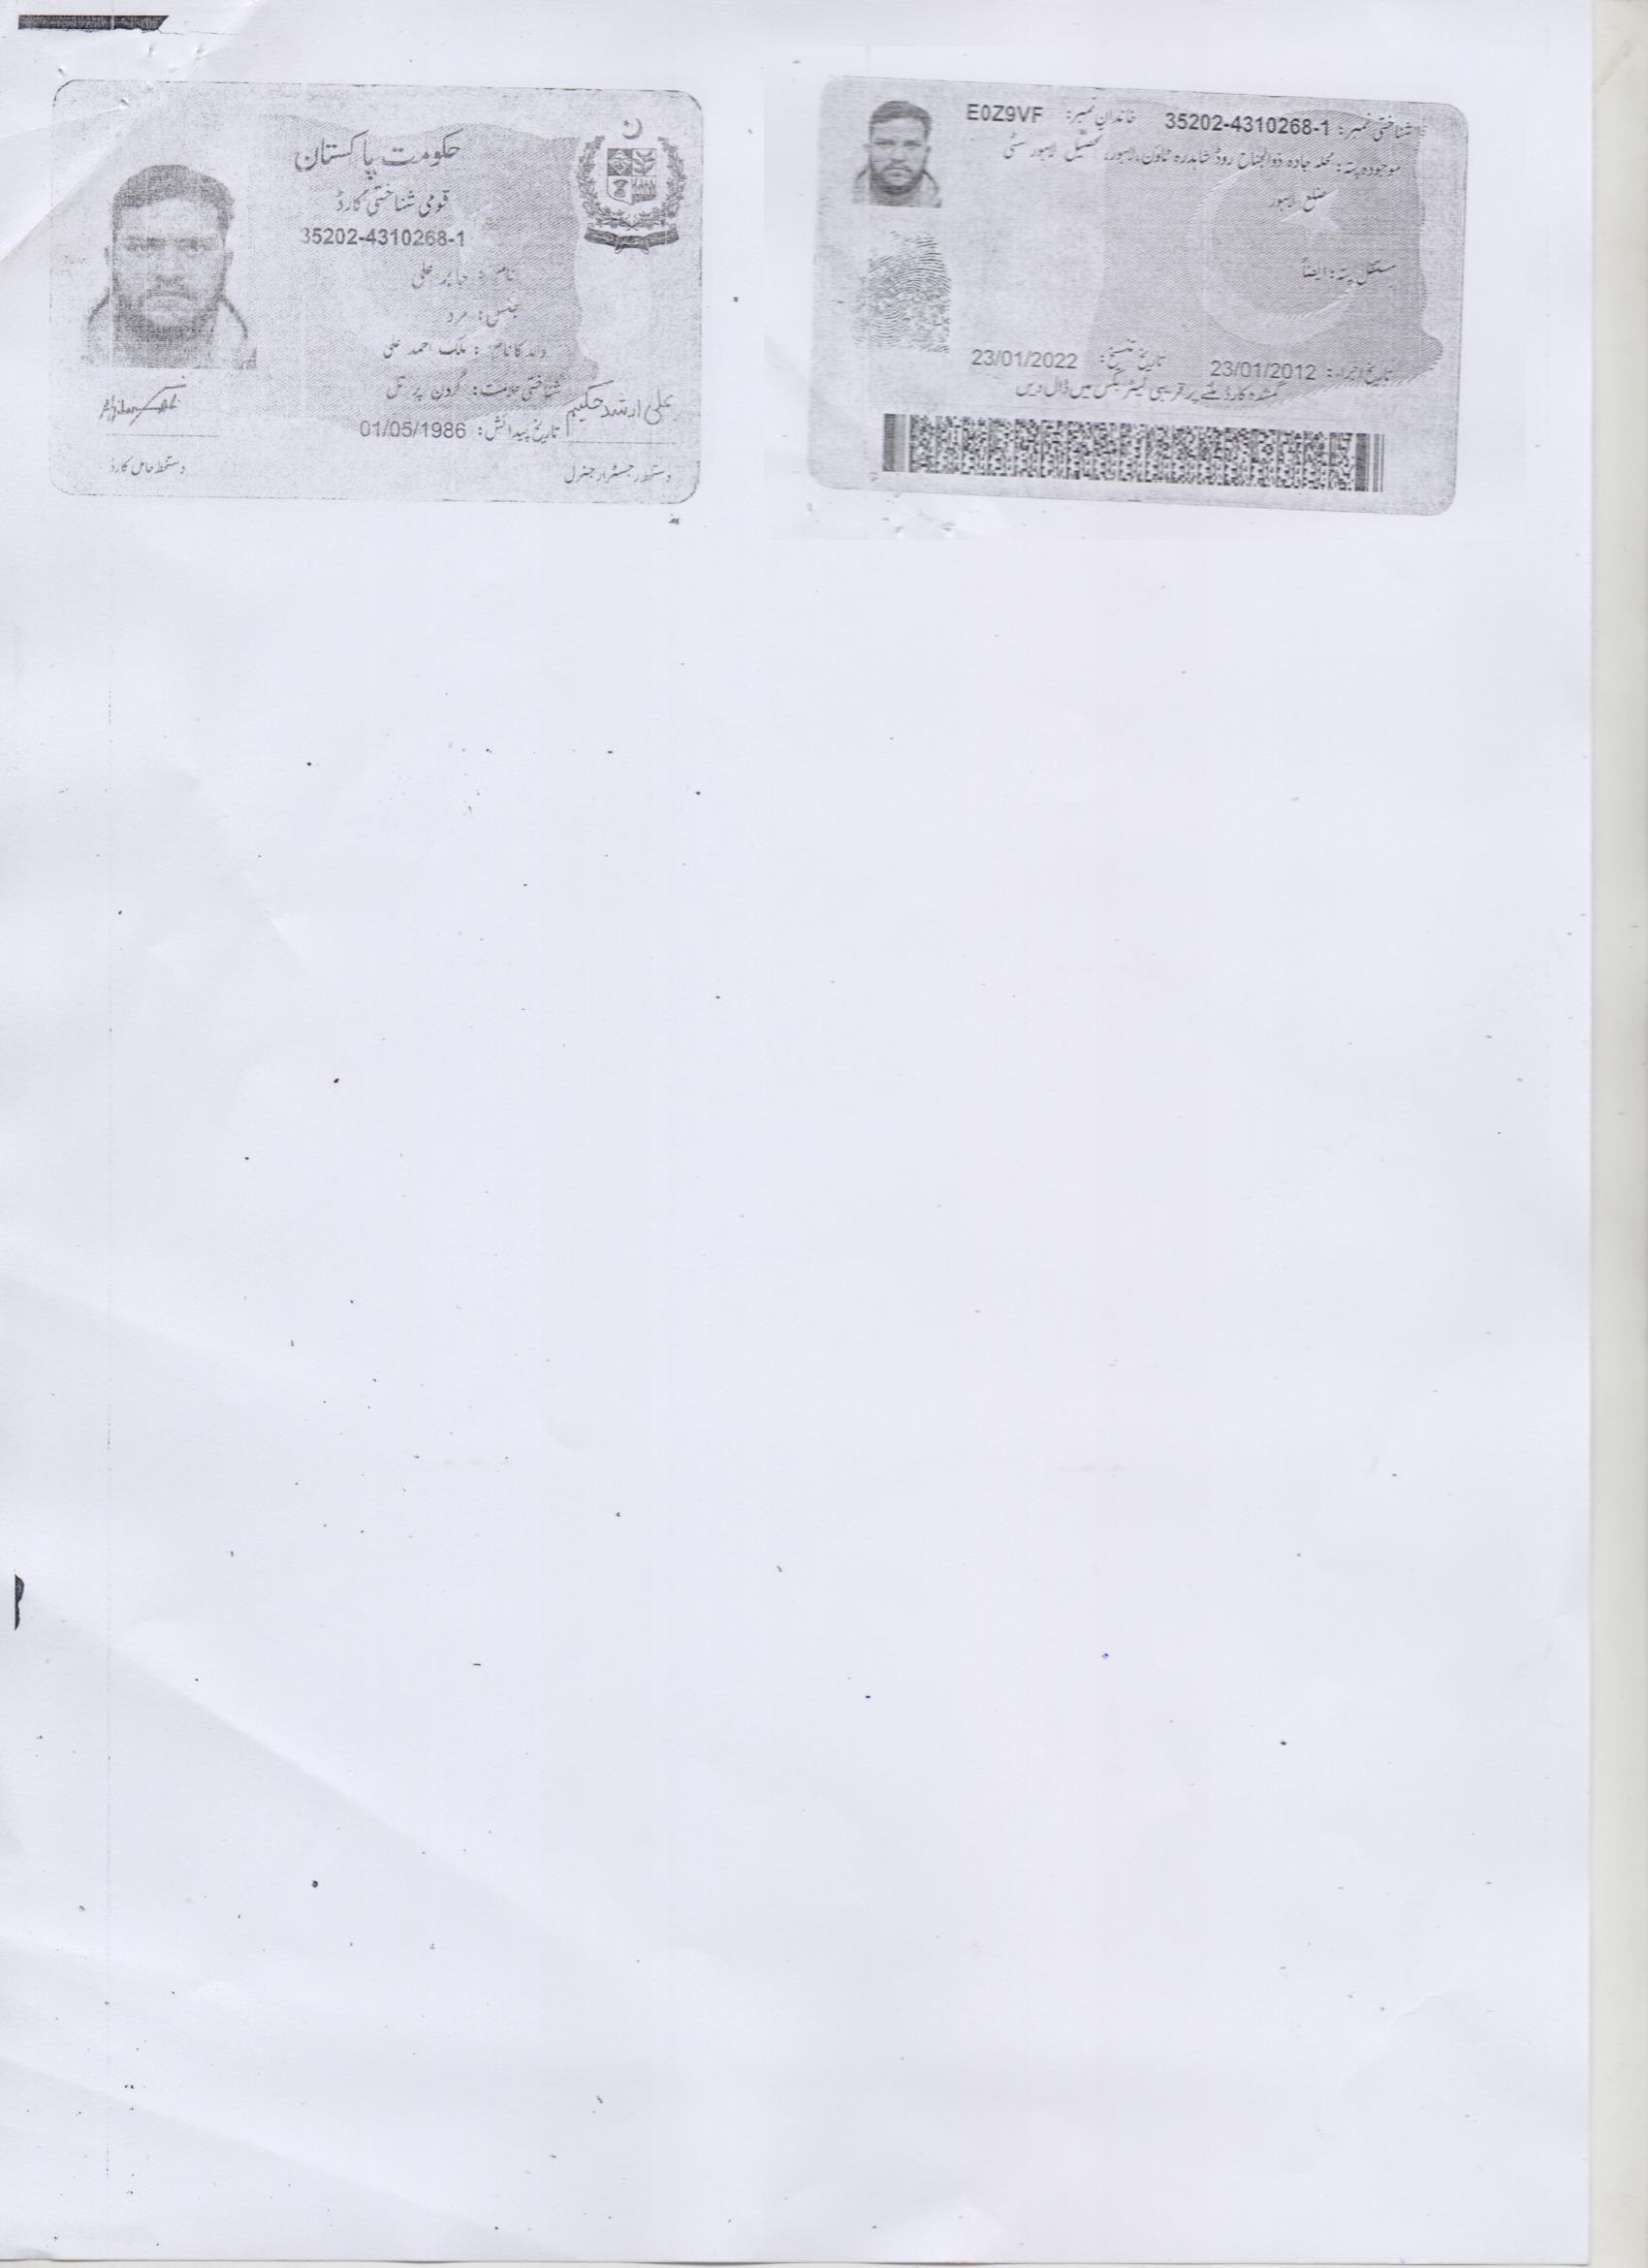 حکومت پاکستان
قومی شناختی کارڈ
35202-4310268-1
نام : جابر علی
جنس : مرد
والد کا نام : ملک احمد علی
شناختی علامت : گردن پر تل
تاریخ پیدائش : 01/05/1986
علی ارشد حکیم
دستخط حامل کارڈ
دستخط رجسٹرار جنرل
شناختی نمبر : 35202-4310268-1 خاندان نمبر : E0Z9VF
موجودہ پتہ : محلہ جادہ ذوالجناح روڈ شاہدرہ ٹاؤن، لاہور، تحصیل لاہور سٹی
ضلع لاہور
مستقل پتہ : ایضاً
تاریخ اجراء : 23/01/2012 تاریخ تنسیخ : 23/01/2022
گمشدہ کارڈ ملنے پر قریبی لیٹر بکس میں ڈال دیں